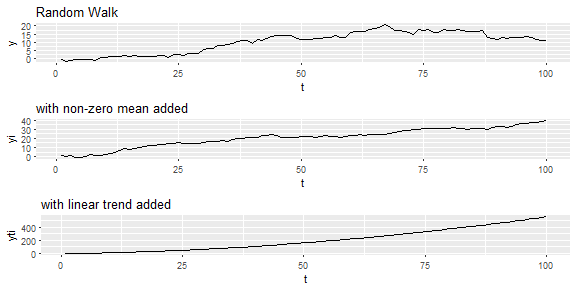 Random Walk
20
15
10
5
0
y
0 25 50 75 100
t
with non-zero mean added
40
30
20
10
0
yi
0 25 50 75 100
t
with linear trend added
400
200
0
yti
0 25 50 75 100
t